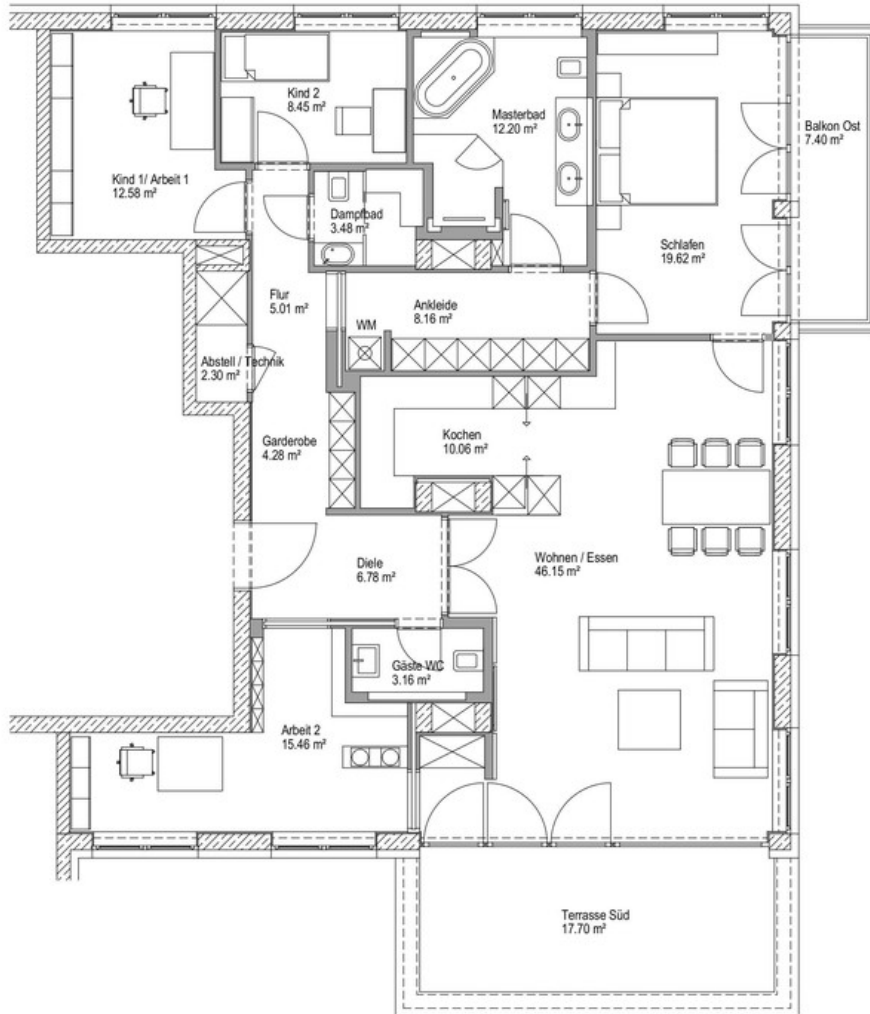 Kind 2
8.45 m²
Masterbad
12.20 m²
Balkon Ost
7.40 m²
Kind 1/ Arbeit 1
12.58 m²
Dampfbad
3.48 m²
Schlafen
19.62 m²
Flur
5.01 m²
Ankleide
8.16 m²
WM
Abstell / Technik
2.30 m²
Garderobe
4.28 m²
Kochen
10.06 m²
Diele
6.78 m²
Wohnen / Essen
46.15 m²
Gäste WC
3.16 m²
Arbeit 2
15.46 m²
Terrasse Süd
17.70 m²